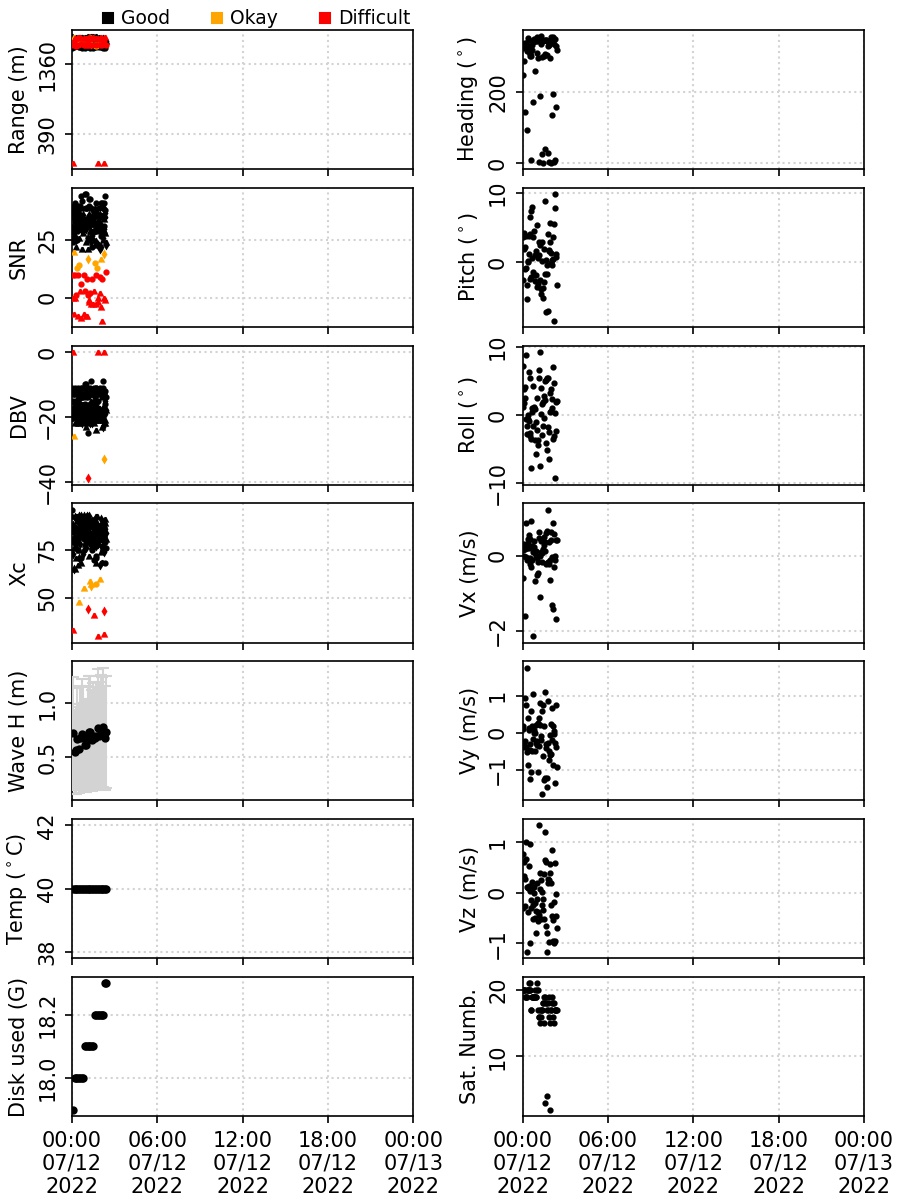 Good Okay Difficult
Range (m)
1360
390
Heading (°)
200
0
SNR
25
0
Pitch (°)
10
0
DBV
0
−20
−40
Roll (°)
10
0
−10
Xc
75
50
Vx (m/s)
0
−2
Wave H (m)
1.0
0.5
Vy (m/s)
1
0
−1
Temp (°C)
42
40
38
Vz (m/s)
1
0
−1
Disk used (G)
18.2
18.0
Sat. Numb.
20
10
00:00 06:00 12:00 18:00 00:00
07/12 07/12 07/12 07/12 07/13
2022 2022 2022 2022 2022
00:00 06:00 12:00 18:00 00:00
07/12 07/12 07/12 07/12 07/13
2022 2022 2022 2022 2022